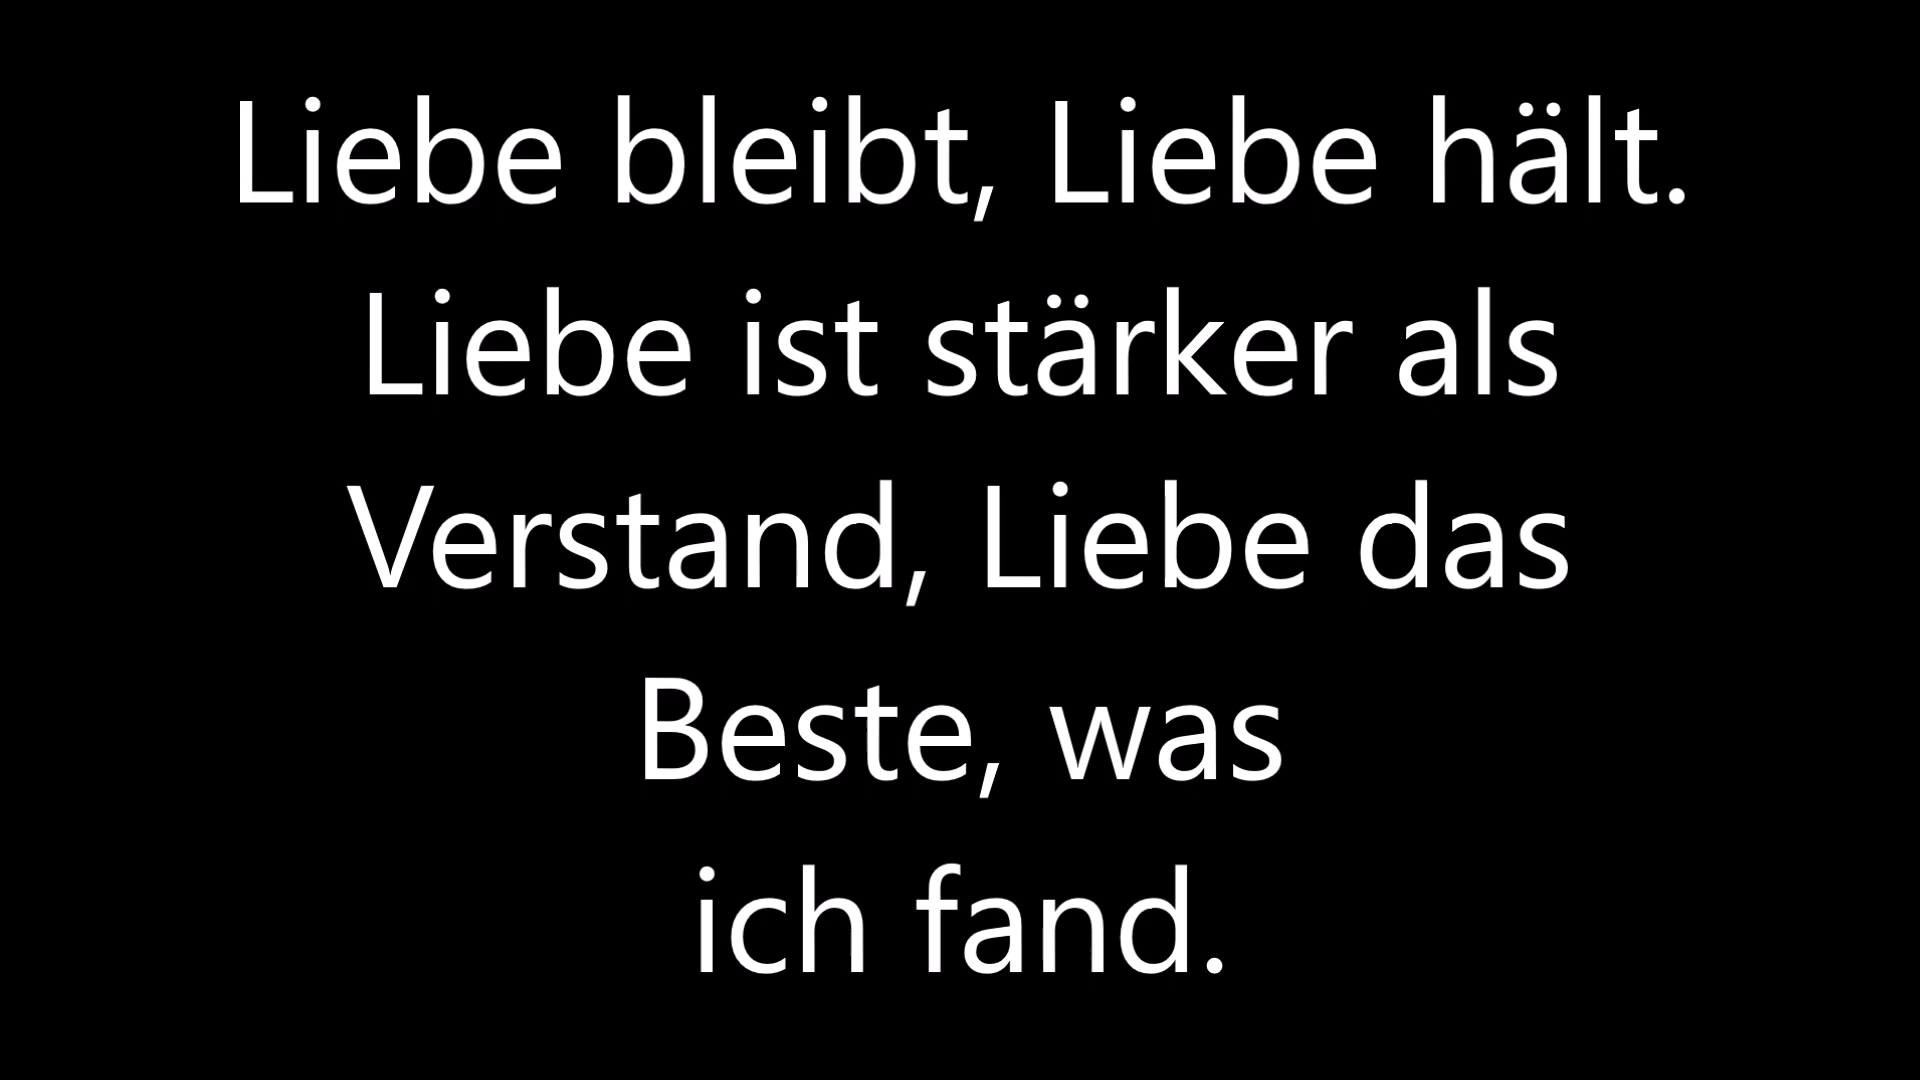 Liebe bleibt, Liebe hält.
Liebe ist stärker als
Verstand, Liebe das
Beste, was
ich fand.